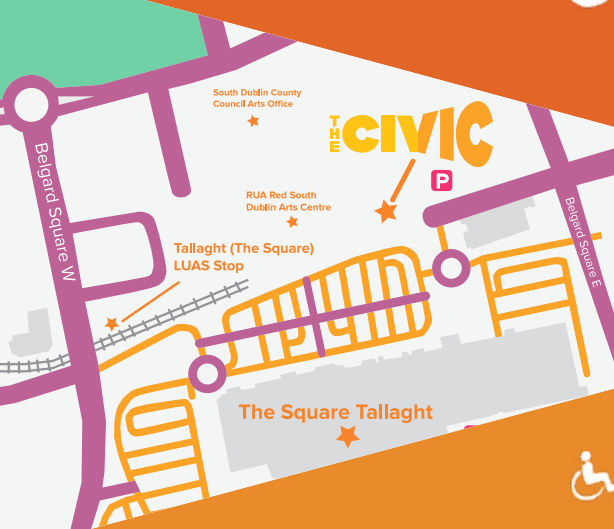 South Dublin County
Council Arts Office
THE CIVIC
P
RUA Red South
Dublin Arts Centre
Belgard Square W
Belgard Square E
Tallaght (The Square)
LUAS Stop
The Square Tallaght